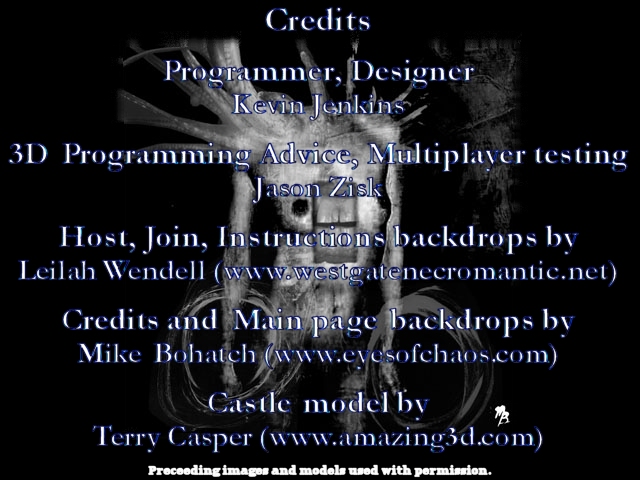 Credits
Programmer, Designer
Kevin Jenkins
3D Programming Advice, Multiplayer testing
Jason Zisk
Host, Join, Instructions backdrops by
Leilah Wendell (www.westgatenecromantic.net)
Credits and Main page backdrops by
Mike Bohatch (www.eyesofchaos.com)
Castle model by
MB
Terry Casper (www.amazing3d.com)
Preceeding images and models used with permission.